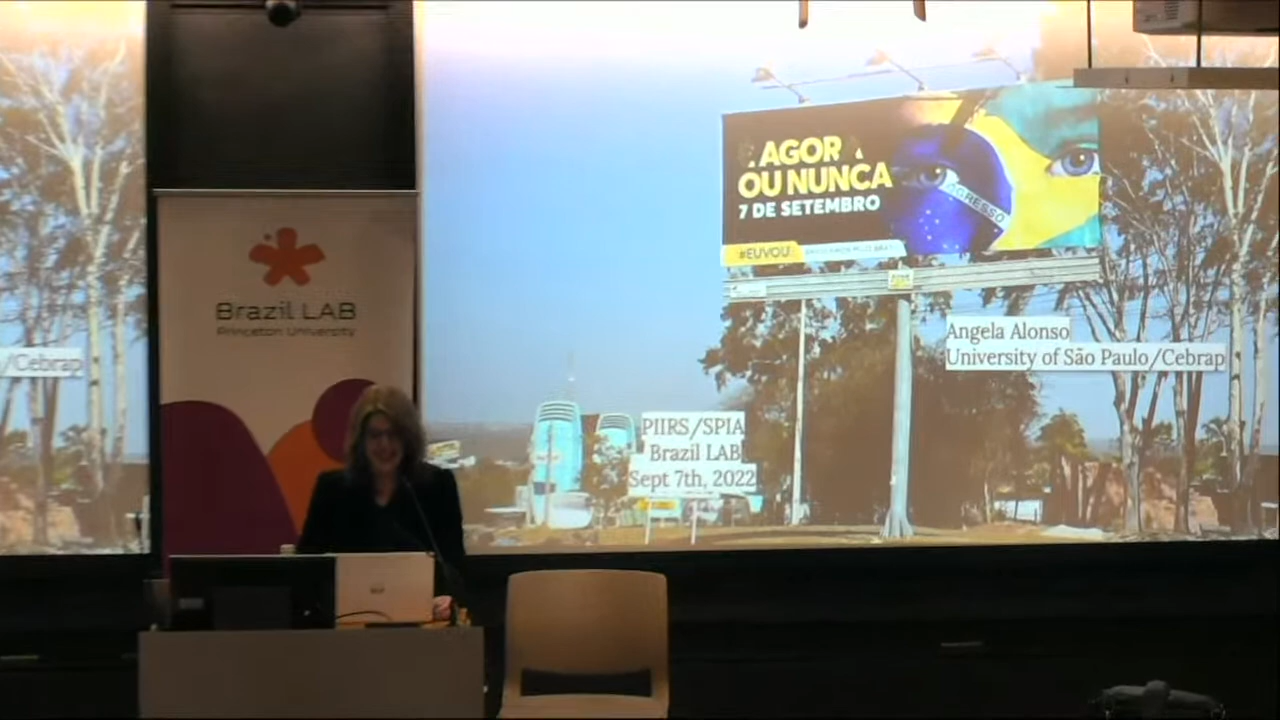 /Cebrap
Brazil LAB
Princeton University
AGOR
OU NUNCA
7 DE SETEMBRO
GRESSO
#EUVOU
Angela Alonso
University of São Paulo/Cebrap
PIIRS/SPIA
Brazil LAB
Sept 7th, 2022